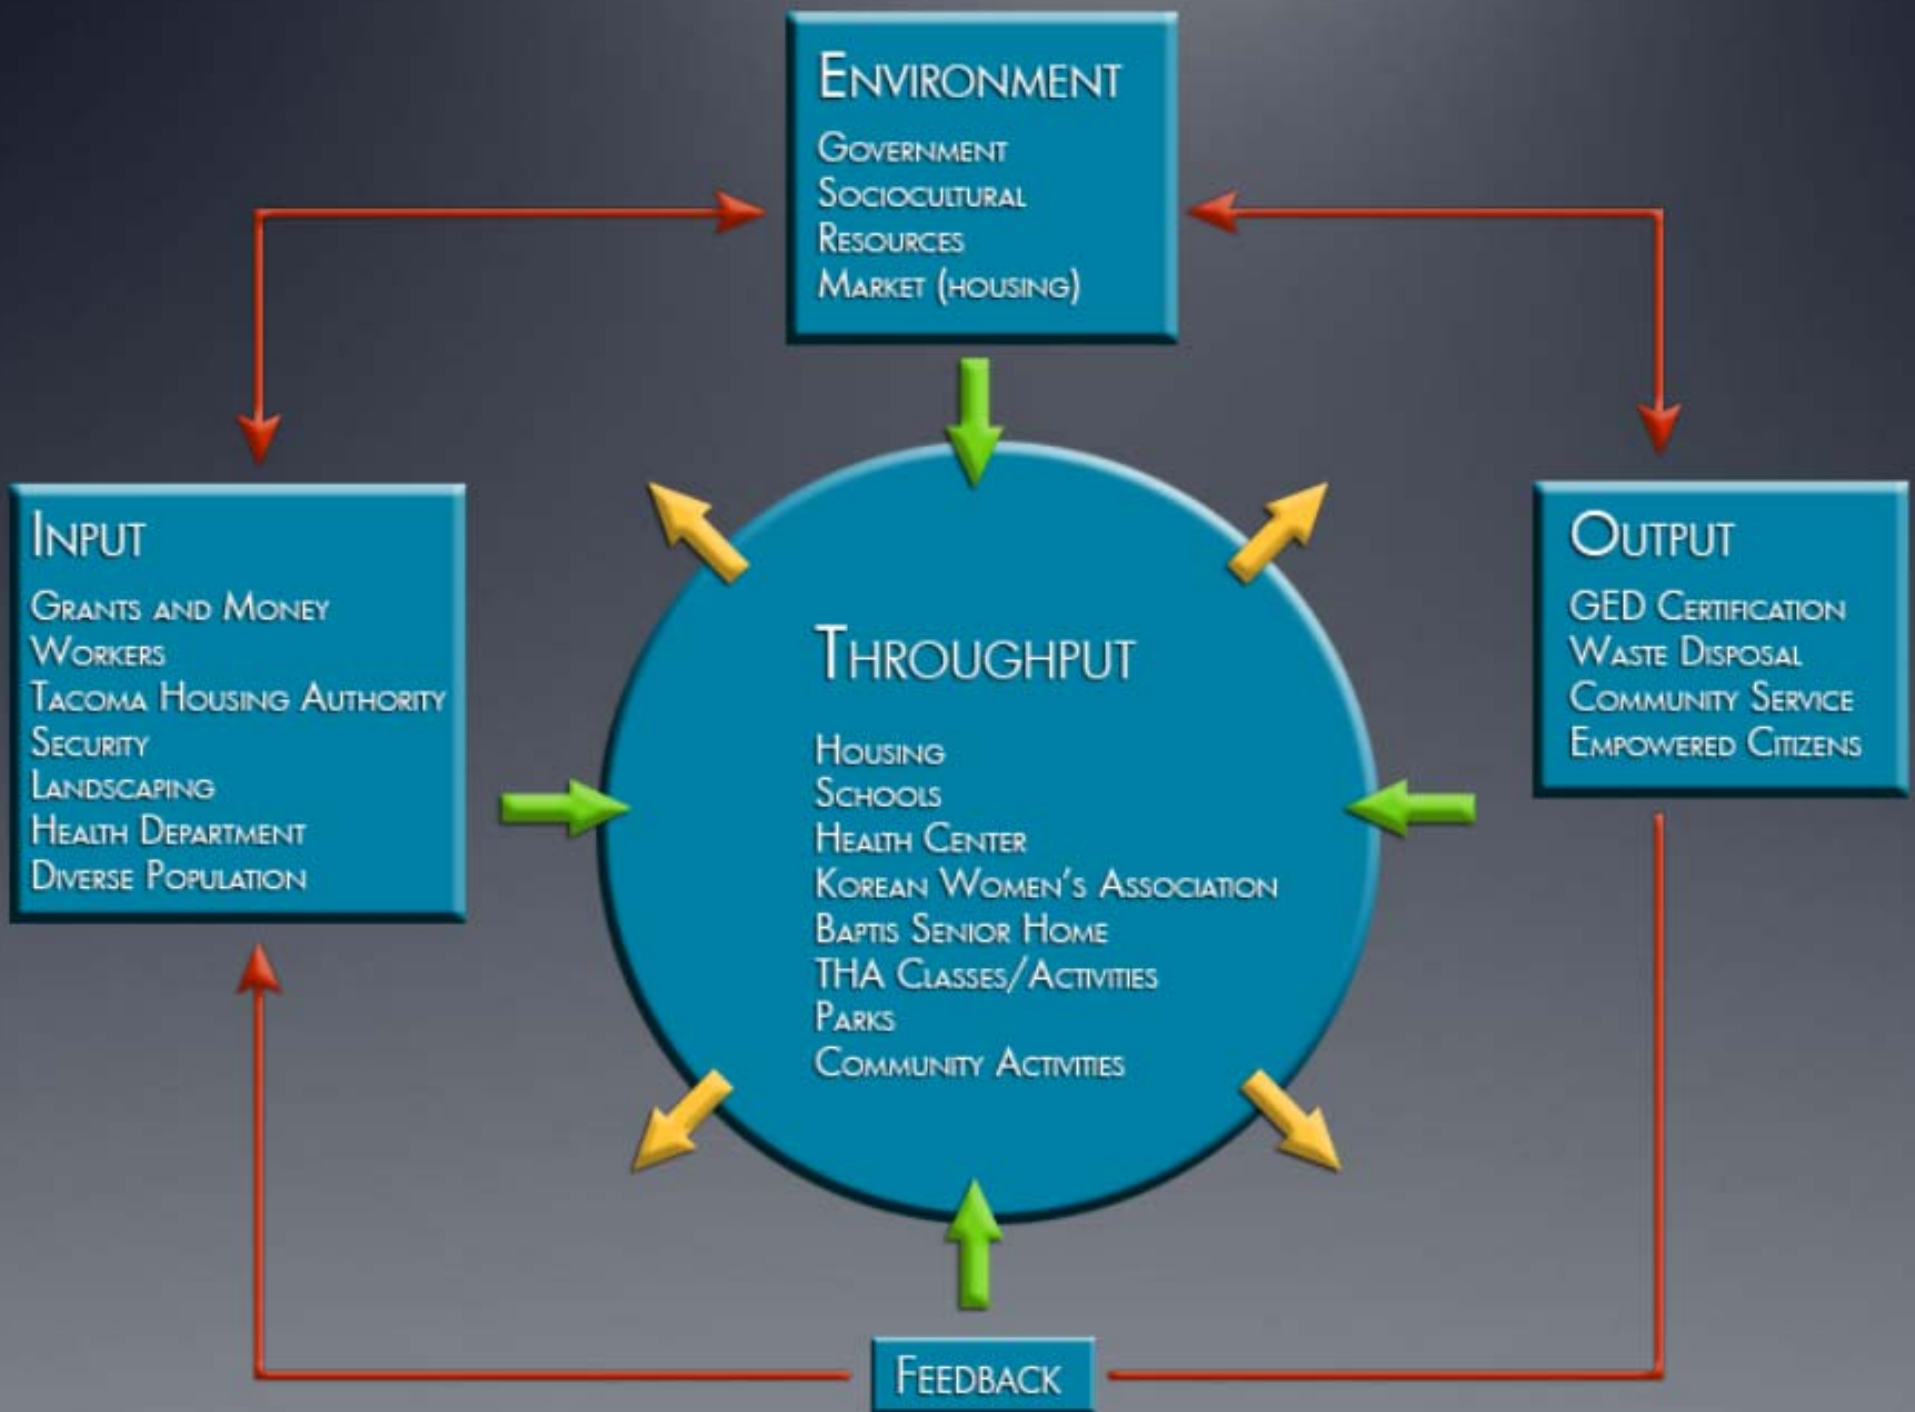 Environment
Government
Sociocultural
Resources
Market (housing)
Input
Grants and Money
Workers
Tacoma Housing Authority
Security
Landscaping
Health Department
Diverse Population
Throughput
Housing
Schools
Health Center
Korean Women's Association
Baptis Senior Home
THA Classes/Activities
Parks
Community Activities
Output
GED Certification
Waste Disposal
Community Service
Empowered Citizens
Feedback